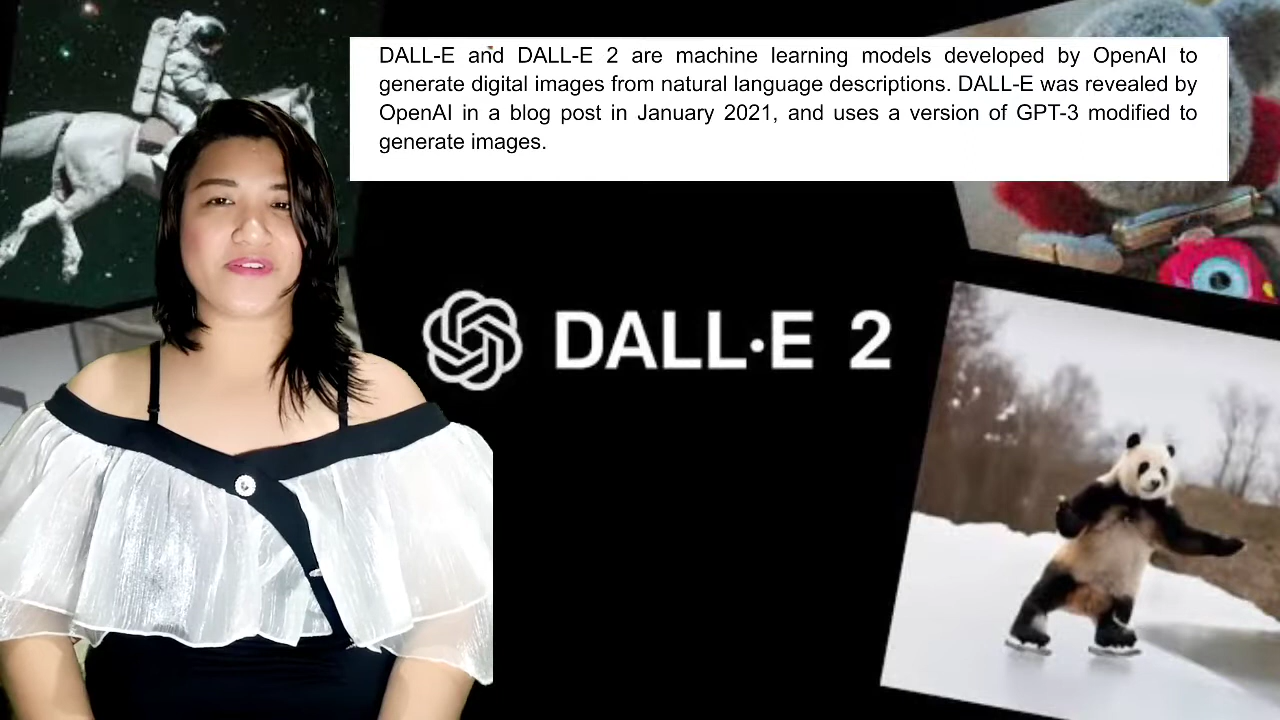 DALL-E and DALL-E 2 are machine learning models developed by OpenAI to
generate digital images from natural language descriptions. DALL-E was revealed by
OpenAI in a blog post in January 2021, and uses a version of GPT-3 modified to
generate images.
DALL·E 2